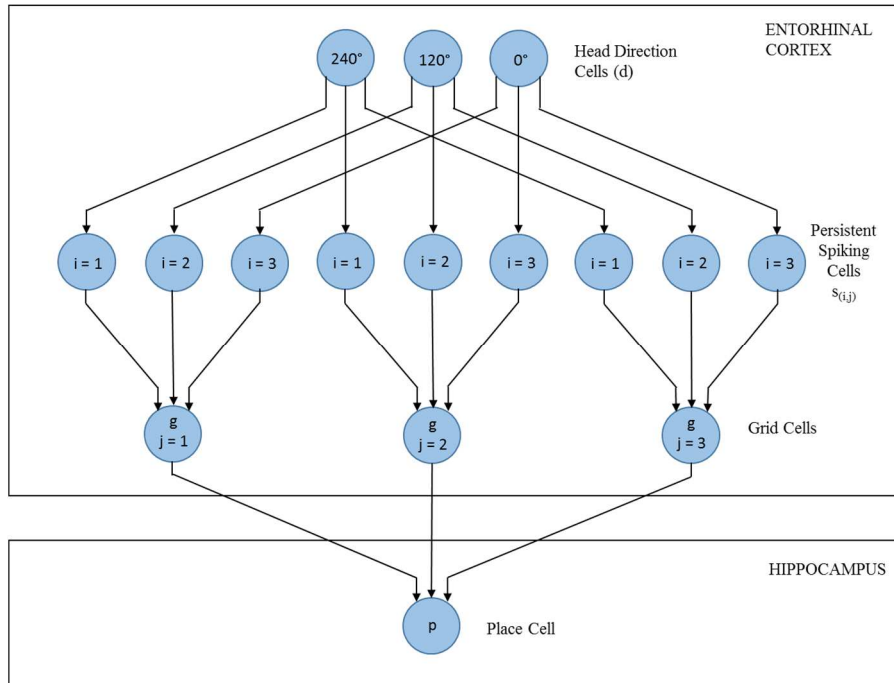 ENTORHINAL
CORTEX
240°
120°
0°
Head Direction
Cells (d)
i = 1
i = 2
i = 3
i = 1
i = 2
i = 3
i = 1
i = 2
i = 3
Persistent
Spiking
Cells
s(i,j)
g
j = 1
g
j = 2
g
j = 3
Grid Cells
HIPPOCAMPUS
p
Place Cell